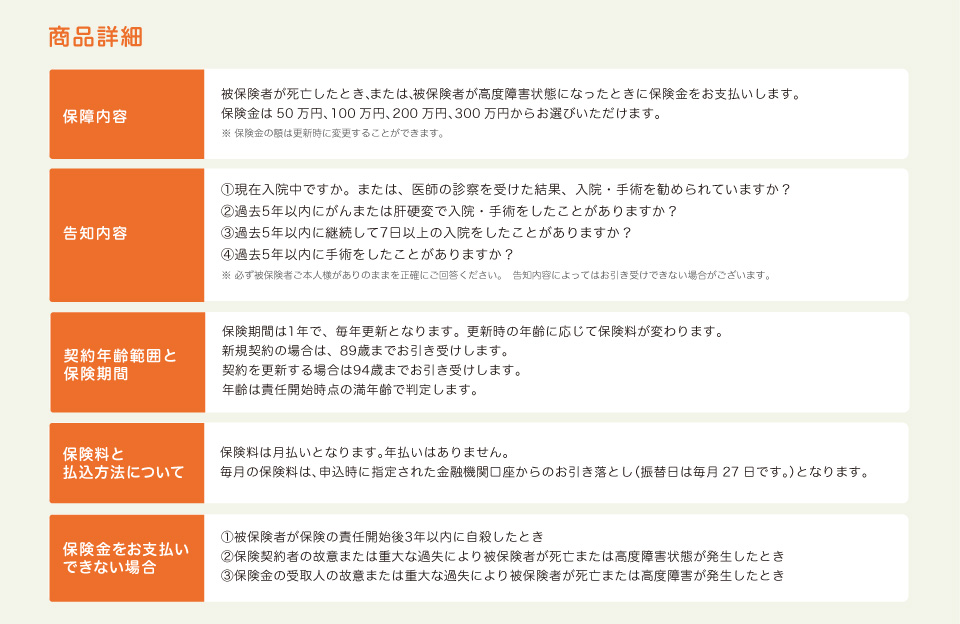 商品詳細
保障内容
被保険者が死亡したとき、または、被保険者が高度障害状態になったときに保険金をお支払いします。
保険金は 50 万円、100 万円、200 万円、300 万円からお選びいただけます。
※ 保険金の額は更新時に変更することができます。
告知内容
①現在入院中ですか。または、医師の診察を受けた結果、入院・手術を勧められていますか？
②過去5年以内にがんまたは肝硬変で入院・手術をしたことがありますか？
③過去5年以内に継続して7日以上の入院をしたことがありますか？
④過去5年以内に手術をしたことがありますか？
※ 必ず被保険者ご本人様がありのままを正確にご回答ください。 告知内容によってはお引き受けできない場合がございます。
契約年齢範囲と
保険期間
保険期間は1年で、毎年更新となります。更新時の年齢に応じて保険料が変わります。
新規契約の場合は、89歳までお引き受けします。
契約を更新する場合は94歳までお引き受けします。
年齢は責任開始時点の満年齢で判定します。
保険料と
払込方法について
保険料は月払いとなります。年払いはありません。
毎月の保険料は、申込時に指定された金融機関口座からのお引き落とし（振替日は毎月 27 日です。）となります。
保険金をお支払い
できない場合
①被保険者が保険の責任開始後3年以内に自殺したとき
②保険契約者の故意または重大な過失により被保険者が死亡または高度障害状態が発生したとき
③保険金の受取人の故意または重大な過失により被保険者が死亡または高度障害が発生したとき